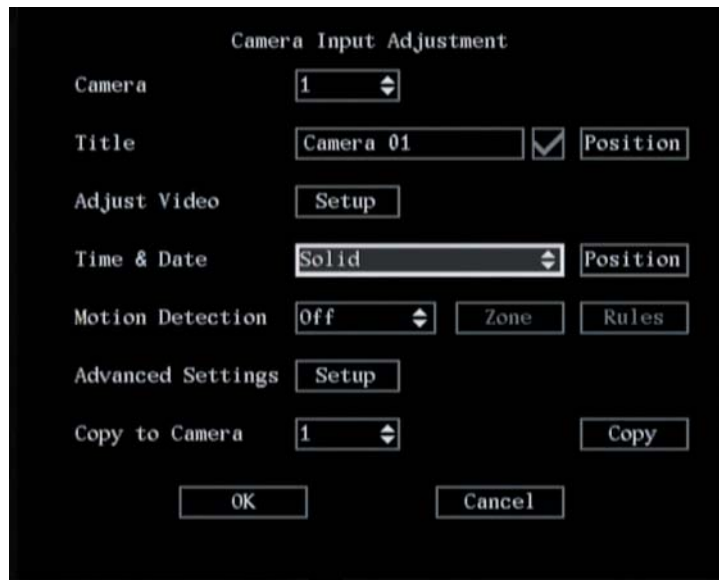 Camera Input Adjustment
Camera 1
Title Camera 01 Position
Adjust Video Setup
Time & Date Solid Position
Motion Detection Off Zone Rules
Advanced Settings Setup
Copy to Camera 1 Copy
OK Cancel